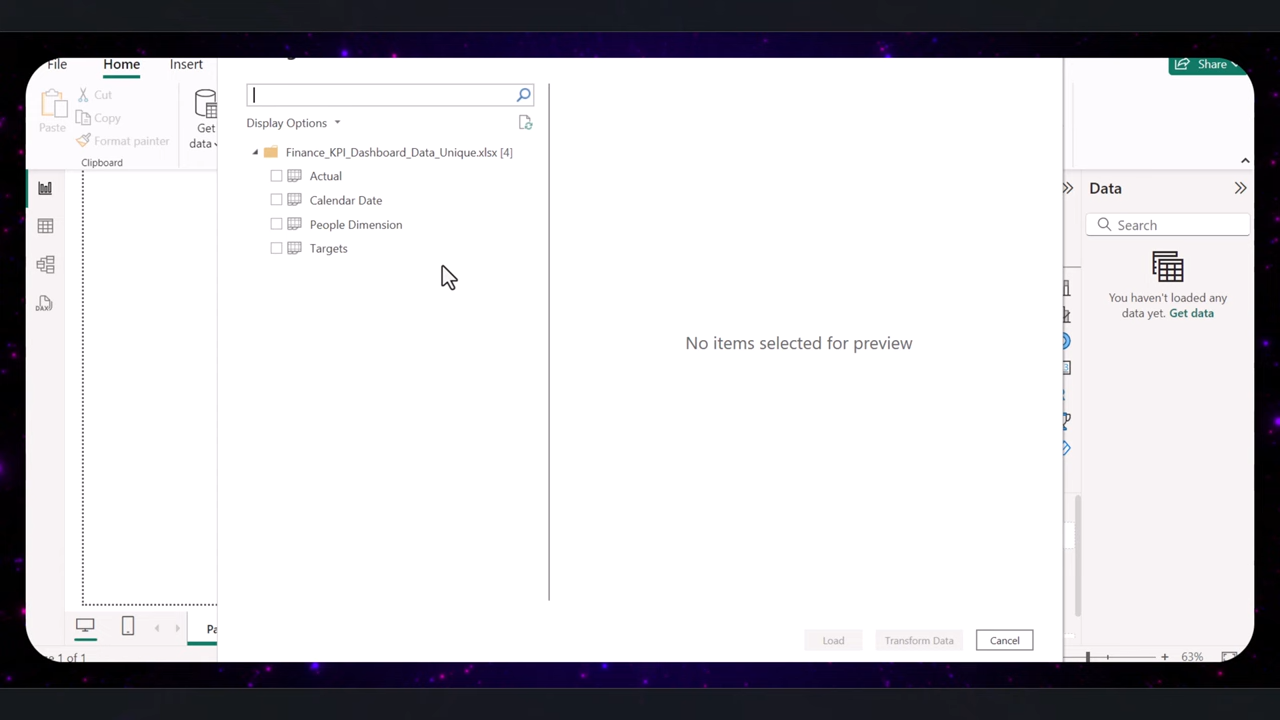 File
Home
Insert
Share
Cut
Copy
Paste
Format painter
Clipboard
Get
data
Display Options
Finance_KPI_Dashboard_Data_Unique.xlsx [4]
Actual
Calendar Date
People Dimension
Targets
No items selected for preview
Load
Transform Data
Cancel
Data
Search
You haven't loaded any
data yet. Get data
DAX
63%